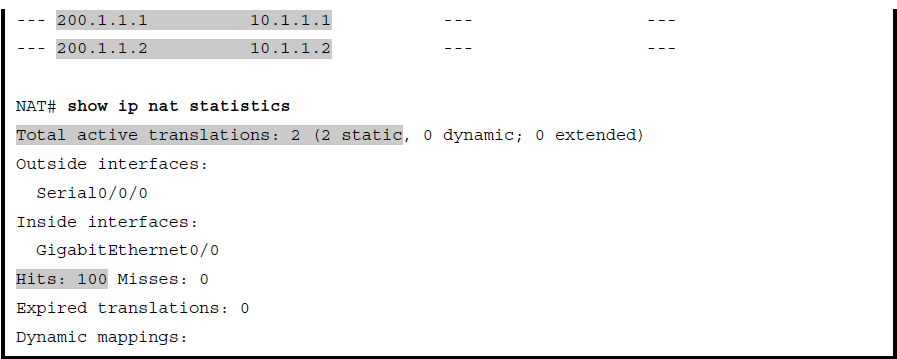 --- 200.1.1.1          10.1.1.1           ---                 ---
--- 200.1.1.2          10.1.1.2           ---                 ---
NAT# show ip nat statistics
Total active translations: 2 (2 static, 0 dynamic; 0 extended)
Outside interfaces:
  Serial0/0/0
Inside interfaces:
  GigabitEthernet0/0
Hits: 100 Misses: 0
Expired translations: 0
Dynamic mappings: